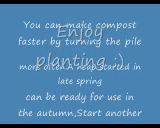 You can make compost
faster by turning the pile
more often.A heap started in
late spring
can be ready for use in
the autumn,Start another
Enjoy
planting :)